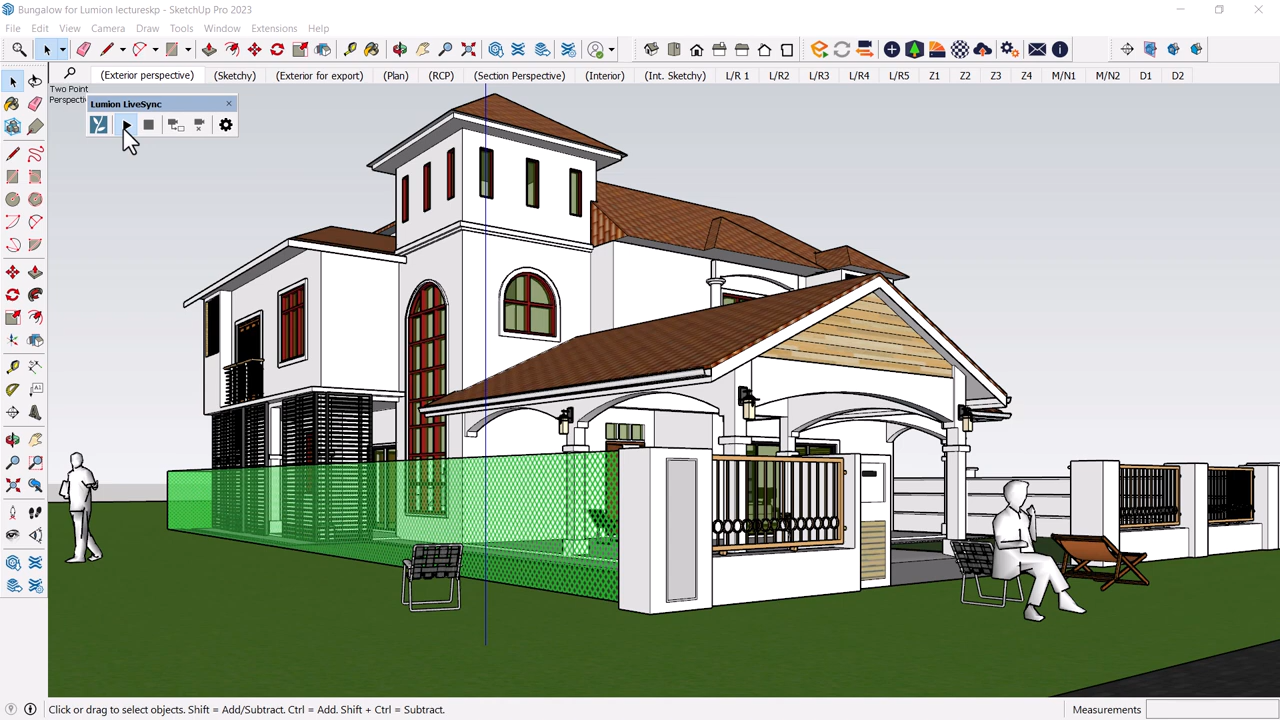 Bungalow for Lumion lectureskp - SketchUp Pro 2023
File Edit View Camera Draw Tools Window Extensions Help
(Exterior perspective) (Sketchy) (Exterior for export) (Plan) (RCP) (Section Perspective) (Interior) (Int. Sketchy) L/R 1 L/R2 L/R3 L/R4 L/R5 Z1 Z2 Z3 Z4 M/N1 M/N2 D1 D2
Two Point
Perspecti
Lumion LiveSync
Click or drag to select objects. Shift = Add/Subtract. Ctrl = Add. Shift + Ctrl = Subtract.
Measurements